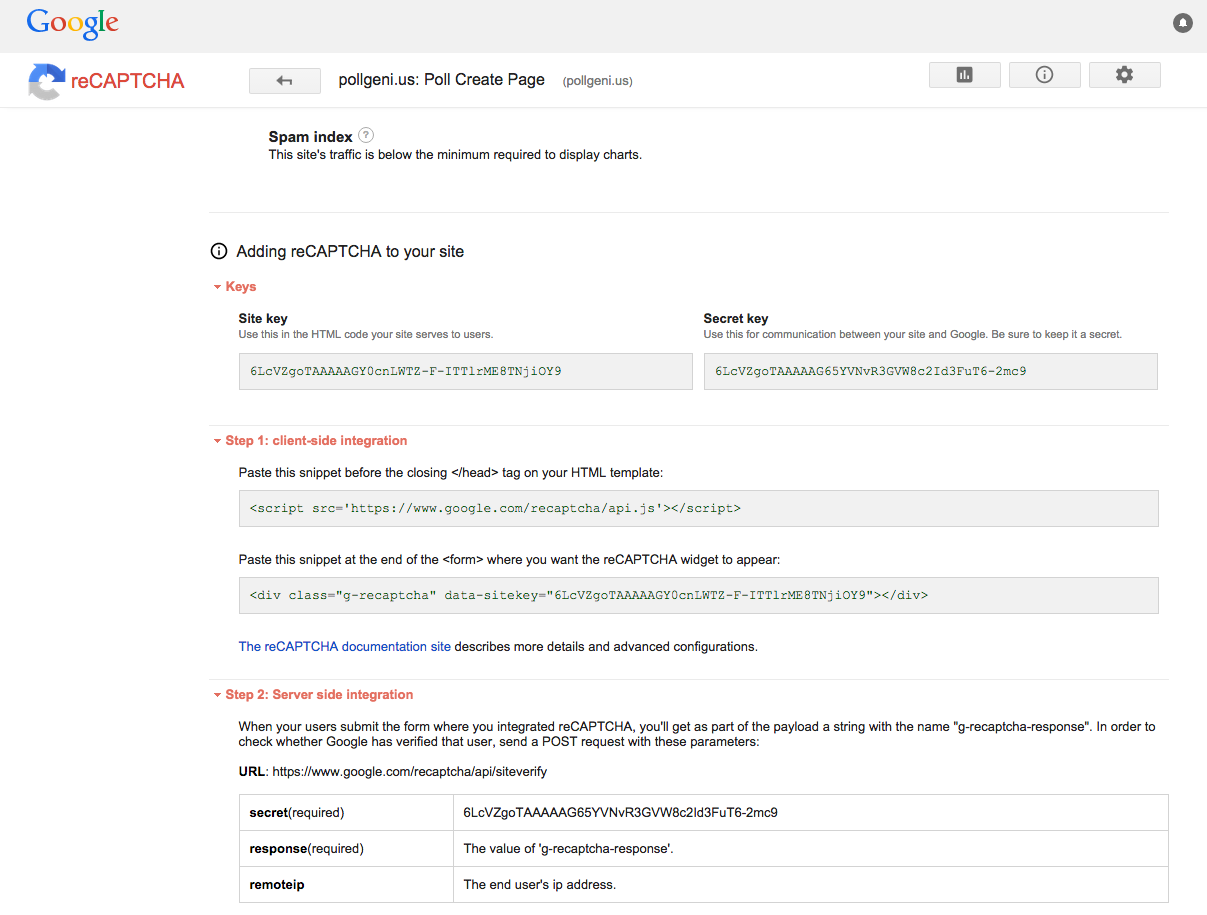 Google
reCAPTCHA
pollgeni.us: Poll Create Page (pollgeni.us)
Spam index ?
This site's traffic is below the minimum required to display charts.
Adding reCAPTCHA to your site
Keys
Site key
Use this in the HTML code your site serves to users.
6LcVZgoTAAAAAGY0cnLWTZ-F-ITTlrME8TNjiOY9
Secret key
Use this for communication between your site and Google. Be sure to keep it a secret.
6LcVZgoTAAAAAG65YVNvR3GVW8c2Id3FuT6-2mc9
Step 1: client-side integration
Paste this snippet before the closing </head> tag on your HTML template:
<script src='https://www.google.com/recaptcha/api.js'></script>
Paste this snippet at the end of the <form> where you want the reCAPTCHA widget to appear:
<div class="g-recaptcha" data-sitekey="6LcVZgoTAAAAAGY0cnLWTZ-F-ITTlrME8TNjiOY9"></div>
The reCAPTCHA documentation site describes more details and advanced configurations.
Step 2: Server side integration
When your users submit the form where you integrated reCAPTCHA, you'll get as part of the payload a string with the name "g-recaptcha-response". In order to
check whether Google has verified that user, send a POST request with these parameters:
URL: https://www.google.com/recaptcha/api/siteverify
secret(required) 6LcVZgoTAAAAAG65YVNvR3GVW8c2Id3FuT6-2mc9
response(required) The value of 'g-recaptcha-response'.
remoteip The end user's ip address.